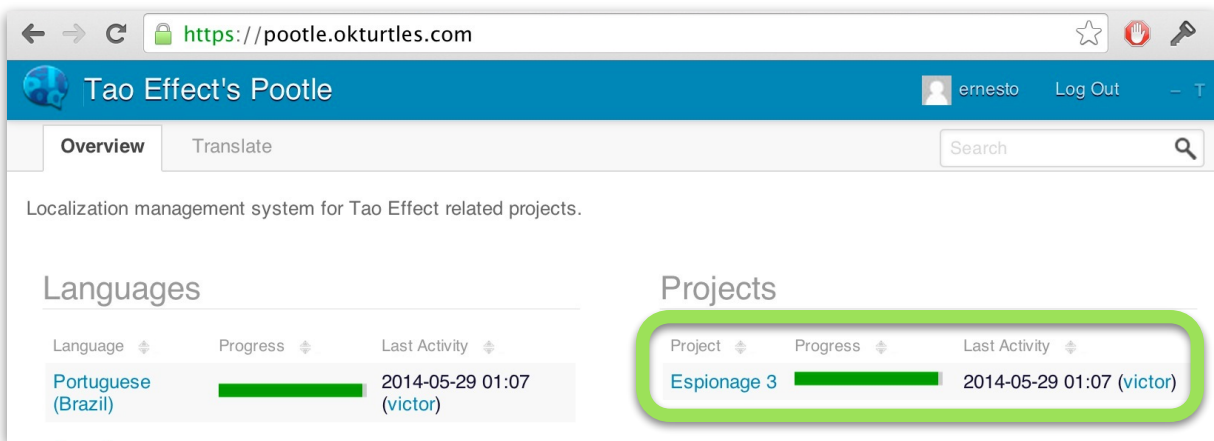 https://pootle.okturtles.com
Tao Effect's Pootle
ernesto Log Out – T
Overview Translate
Search
Localization management system for Tao Effect related projects.
Languages
Language Progress Last Activity
Portuguese (Brazil)
2014-05-29 01:07 (victor)
Projects
Project Progress Last Activity
Espionage 3 2014-05-29 01:07 (victor)